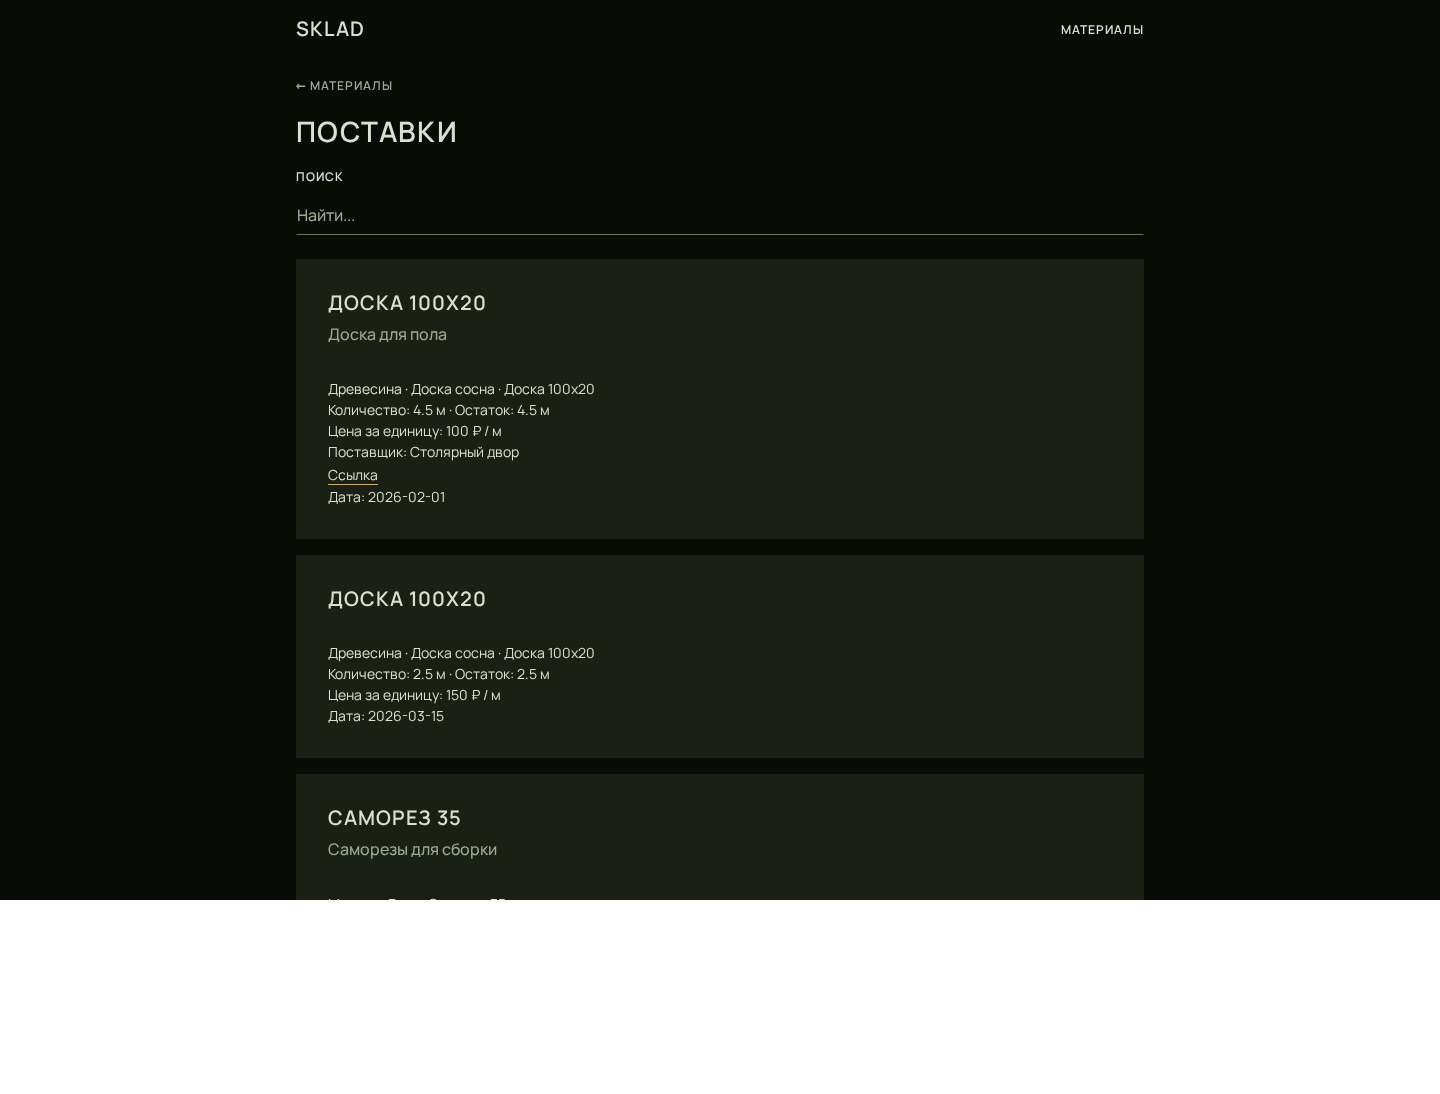 SKLAD
МАТЕРИАЛЫ
← МАТЕРИАЛЫ
ПОСТАВКИ
ПОИСК
Найти...
ДОСКА 100X20
Доска для пола
Древесина · Доска сосна · Доска 100x20
Количество: 4.5 м · Остаток: 4.5 м
Цена за единицу: 100 ₽ / м
Поставщик: Столярный двор
Ссылка
Дата: 2026-02-01
ДОСКА 100X20
Древесина · Доска сосна · Доска 100x20
Количество: 2.5 м · Остаток: 2.5 м
Цена за единицу: 150 ₽ / м
Дата: 2026-03-15
САМОРЕЗ 35
Саморезы для сборки